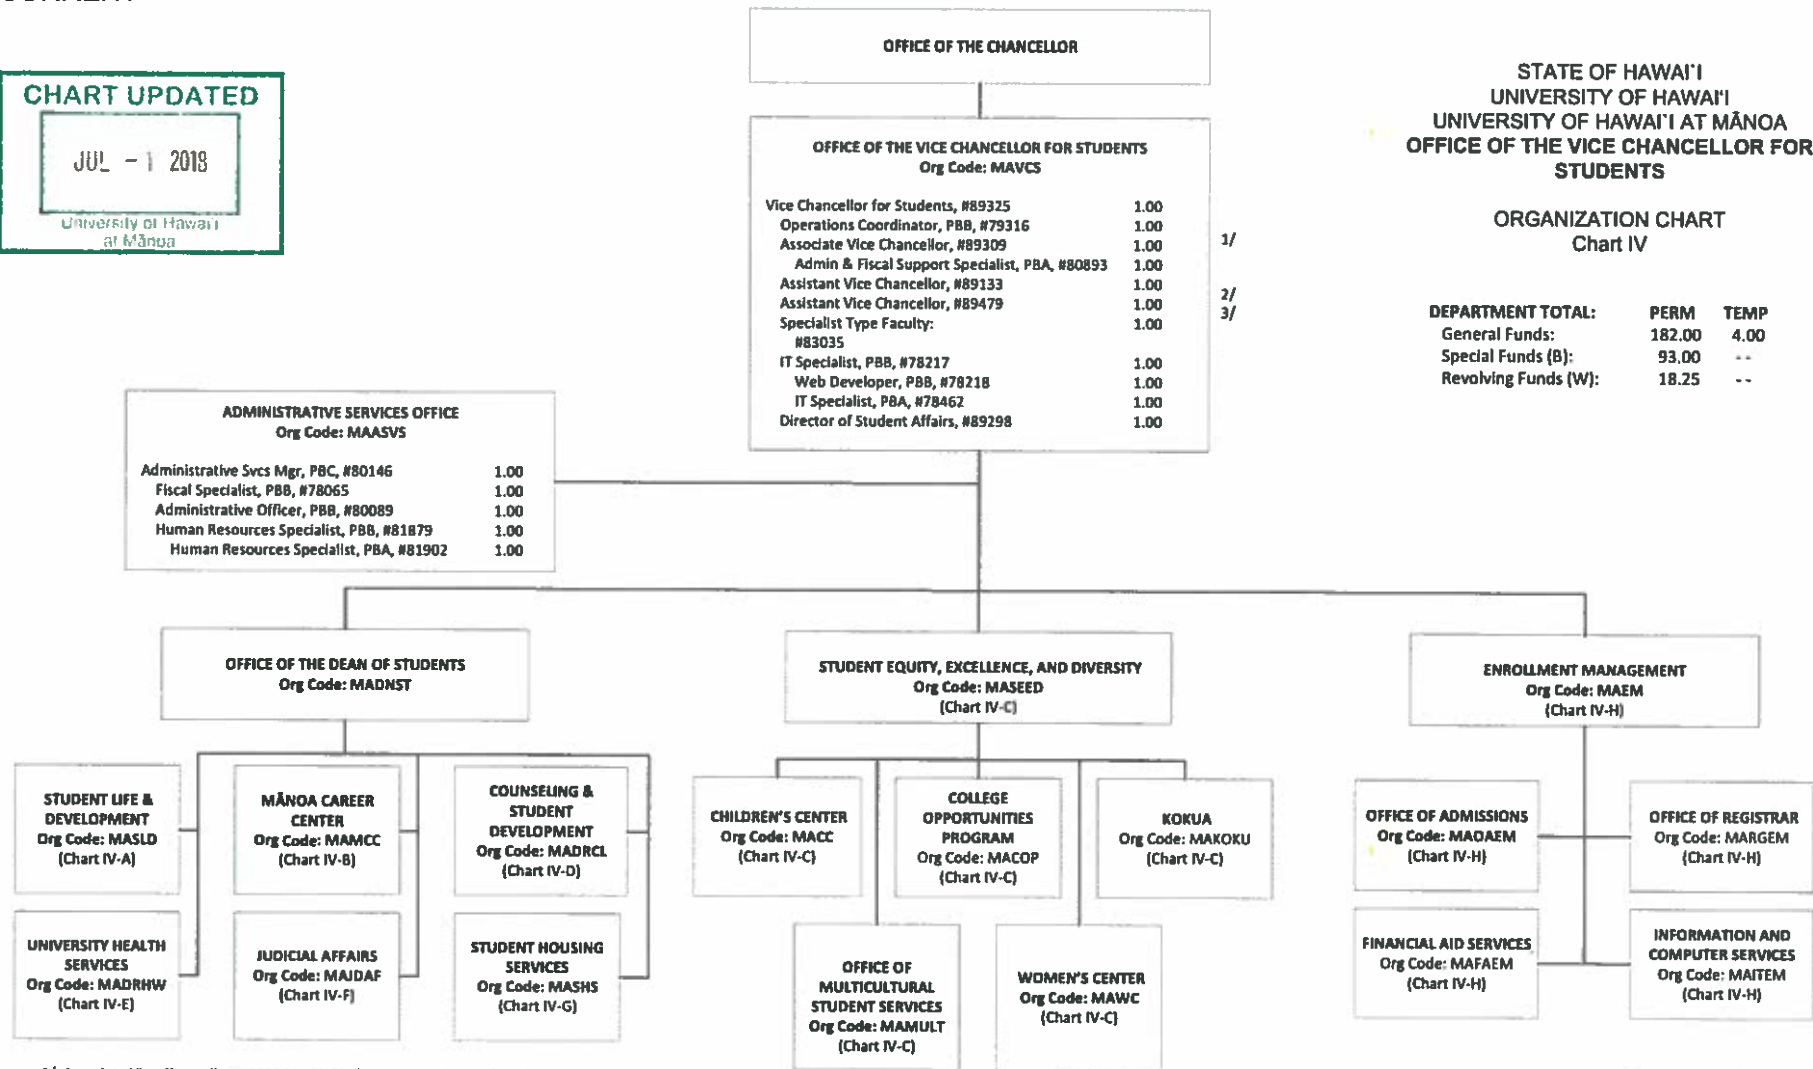 CHART UPDATED
JUL - 1 2018
University of Hawai'i
at Mānoa
OFFICE OF THE CHANCELLOR
STATE OF HAWAI'I
UNIVERSITY OF HAWAI'I
UNIVERSITY OF HAWAI'I AT MĀNOA
OFFICE OF THE VICE CHANCELLOR FOR
STUDENTS
ORGANIZATION CHART
Chart IV
DEPARTMENT TOTAL: PERM TEMP
General Funds: 182.00 4.00
Special Funds (B): 93.00 --
Revolving Funds (W): 18.25 --
OFFICE OF THE VICE CHANCELLOR FOR STUDENTS
Org Code: MAVCS
Vice Chancellor for Students, #89325 1.00
Operations Coordinator, PBB, #79316 1.00
Associate Vice Chancellor, #89309 1.00 1/
Admin & Fiscal Support Specialist, PBA, #80893 1.00
Assistant Vice Chancellor, #89133 1.00 2/
Assistant Vice Chancellor, #89479 1.00 3/
Specialist Type Faculty: 1.00
#83035
IT Specialist, PBB, #78217 1.00
Web Developer, PBB, #78218 1.00
IT Specialist, PBA, #78462 1.00
Director of Student Affairs, #89298 1.00
ADMINISTRATIVE SERVICES OFFICE
Org Code: MAASVS
Administrative Svcs Mgr, PBC, #80146 1.00
Fiscal Specialist, PBB, #78065 1.00
Administrative Officer, PBB, #80089 1.00
Human Resources Specialist, PBB, #81879 1.00
Human Resources Specialist, PBA, #81902 1.00
OFFICE OF THE DEAN OF STUDENTS
Org Code: MADNST
STUDENT EQUITY, EXCELLENCE, AND DIVERSITY
Org Code: MASEED
(Chart IV-C)
ENROLLMENT MANAGEMENT
Org Code: MAEM
(Chart IV-H)
STUDENT LIFE &
DEVELOPMENT
Org Code: MASLD
(Chart IV-A)
MĀNOA CAREER
CENTER
Org Code: MAMCC
(Chart IV-B)
COUNSELING &
STUDENT
DEVELOPMENT
Org Code: MADRCL
(Chart IV-D)
CHILDREN'S CENTER
Org Code: MACC
(Chart IV-C)
COLLEGE
OPPORTUNITIES
PROGRAM
Org Code: MACOP
(Chart IV-C)
KOKUA
Org Code: MAKOKU
(Chart IV-C)
OFFICE OF ADMISSIONS
Org Code: MAOAEM
(Chart IV-H)
OFFICE OF REGISTRAR
Org Code: MARGEM
(Chart IV-H)
UNIVERSITY HEALTH
SERVICES
Org Code: MADRHW
(Chart IV-E)
JUDICIAL AFFAIRS
Org Code: MAJDAF
(Chart IV-F)
STUDENT HOUSING
SERVICES
Org Code: MASHS
(Chart IV-G)
OFFICE OF
MULTICULTURAL
STUDENT SERVICES
Org Code: MAMULT
(Chart IV-C)
WOMEN'S CENTER
Org Code: MAWC
(Chart IV-C)
FINANCIAL AID SERVICES
Org Code: MAFAEM
(Chart IV-H)
INFORMATION AND
COMPUTER SERVICES
Org Code: MAITEM
(Chart IV-H)